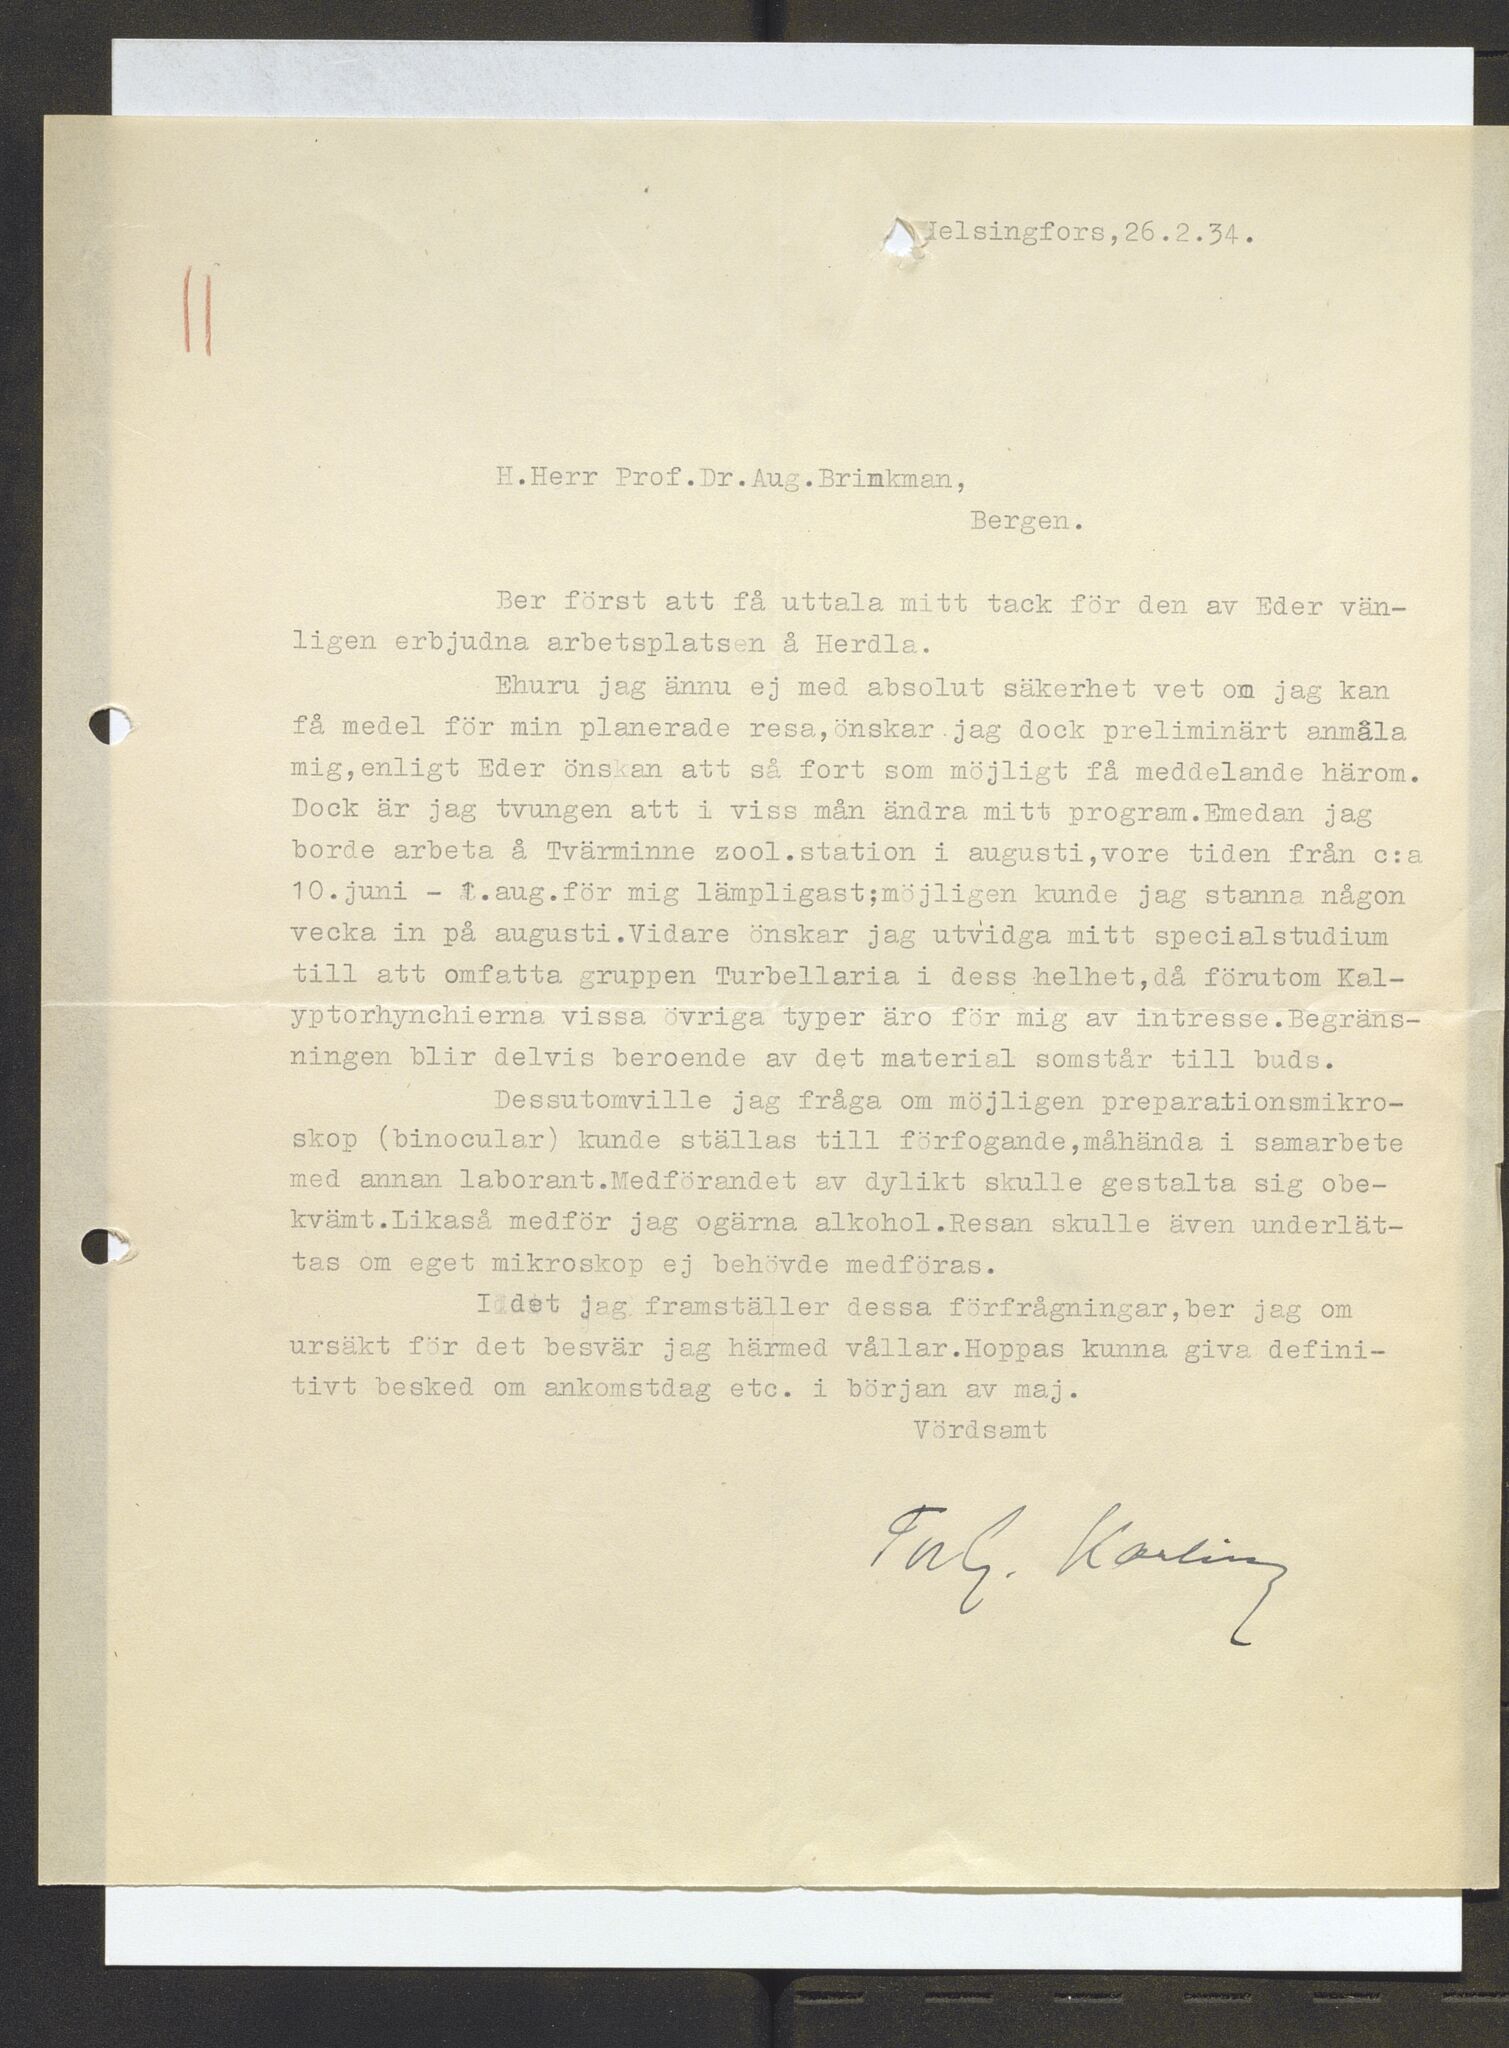 Helsingfors,26.2.34.
H.Herr Prof.Dr.Aug.Brinkman,
Bergen.
Ber först att få uttala mitt tack för den av Eder vän-
ligen erbjudna arbetsplatsen å Herdla.
Ehuru jag ännu ej med absolut säkerhet vet om jag kan
få medel för min planerade resa,önskar jag dock preliminärt anmäla
mig,enligt Eder önskan att så fort som möjligt få meddelande härom.
Dock är jag tvungen att i viss mån ändra mitt program.Emedan jag
borde arbeta å Tvärminne zool.station i augusti,vore tiden från c:a
10.juni - 1.aug.för mig lämpligast;möjligen kunde jag stanna någon
vecka in på augusti.Vidare önskar jag utvidga mitt specialstudium
till att omfatta gruppen Turbellaria i dess helhet,då förutom Kal-
yptorhynchierna vissa övriga typer äro för mig av intresse.Begräns-
ningen blir delvis beroende av det material somstår till buds.
Dessutomville jag fråga om möjligen preparationsmikro-
skop (binocular) kunde ställas till förfogande,måhända i samarbete
med annan laborant.Medförandet av dylikt skulle gestalta sig obe-
kvämt.Likaså medför jag ogärna alkohol.Resan skulle även underlät-
tas om eget mikroskop ej behövde medföras.
I det jag framställer dessa förfrågningar,ber jag om
ursäkt för det besvär jag härmed vållar.Hoppas kunna giva defini-
tivt besked om ankomstdag etc. i början av maj.
Vördsamt
Tor G. Karling